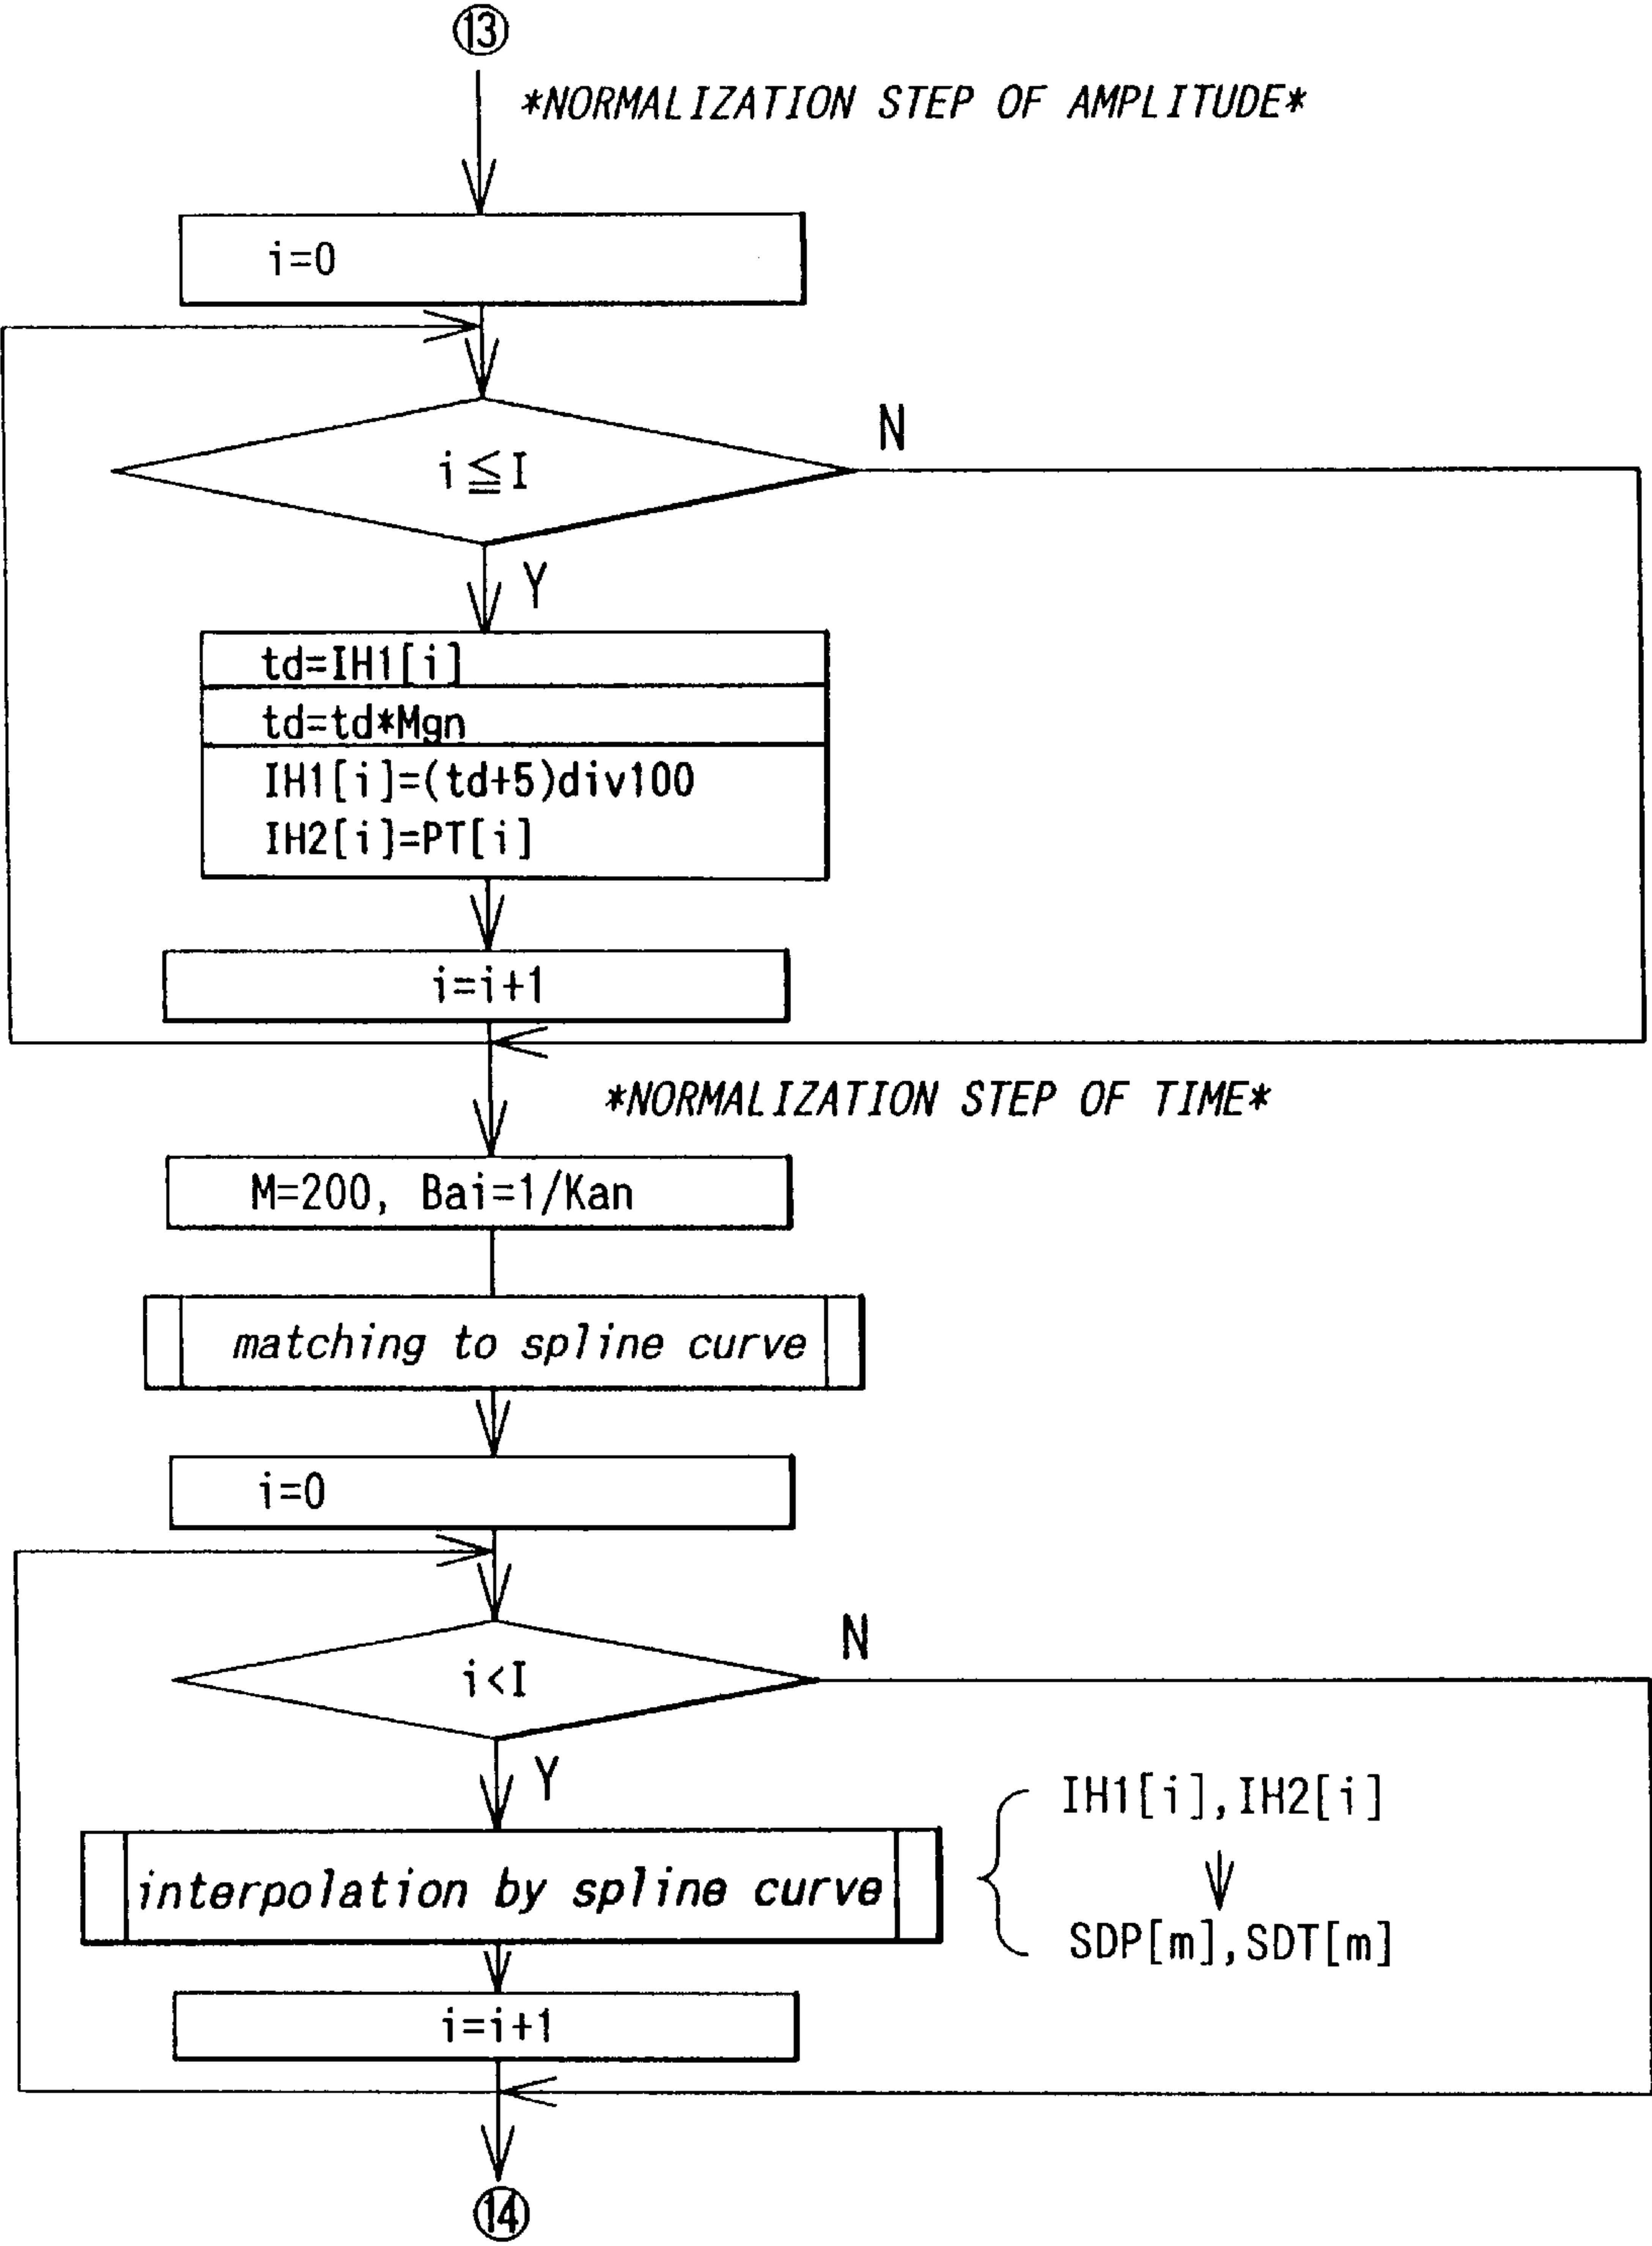 ⑬
*NORMALIZATION STEP OF AMPLITUDE*
i=0
i≦I
N
Y
td=IH1[i]
td=td*Mgn
IH1[i]=(td+5)div100
IH2[i]=PT[i]
i=i+1
*NORMALIZATION STEP OF TIME*
M=200, Bai=1/Kan
matching to spline curve
i=0
i<I
N
Y
IH1[i],IH2[i]
interpolation by spline curve
SDP[m],SDT[m]
i=i+1
⑭